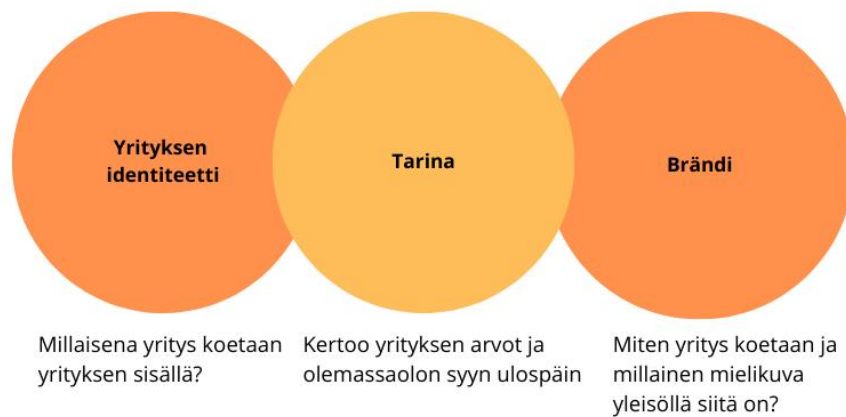 Yrityksen
identiteetti
Tarina
Brändi
Millaisena yritys koetaan
yrityksen sisällä?
Kertoo yrityksen arvot ja
olemassaolon syyn ulospäin
Miten yritys koetaan ja
millainen mielikuva
yleisöllä siitä on?